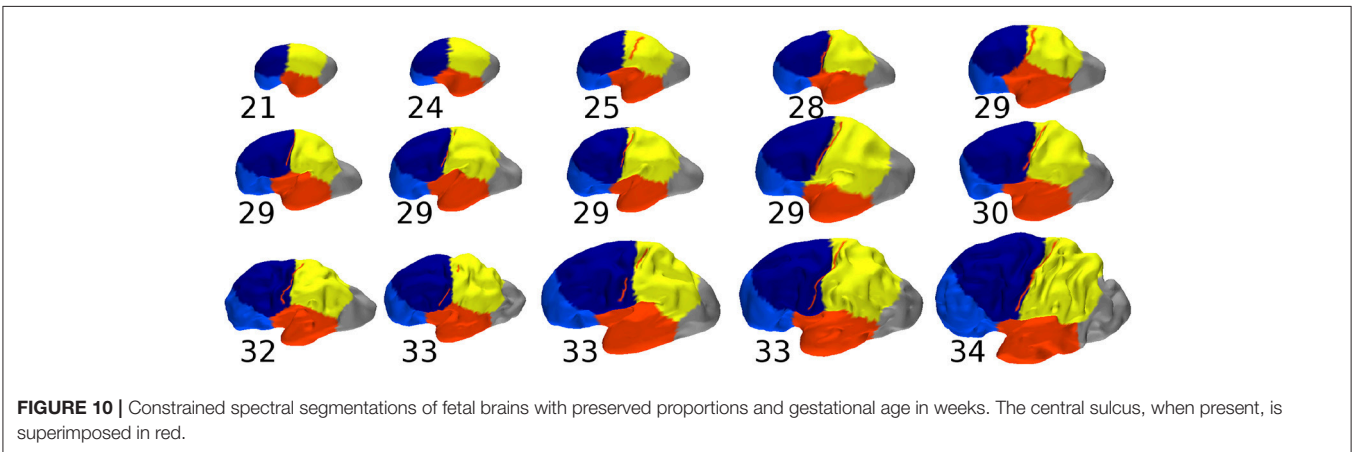 21 24 25 28 29
29 29 29 29 30
32 33 33 33 34
FIGURE 10 | Constrained spectral segmentations of fetal brains with preserved proportions and gestational age in weeks. The central sulcus, when present, is
superimposed in red.